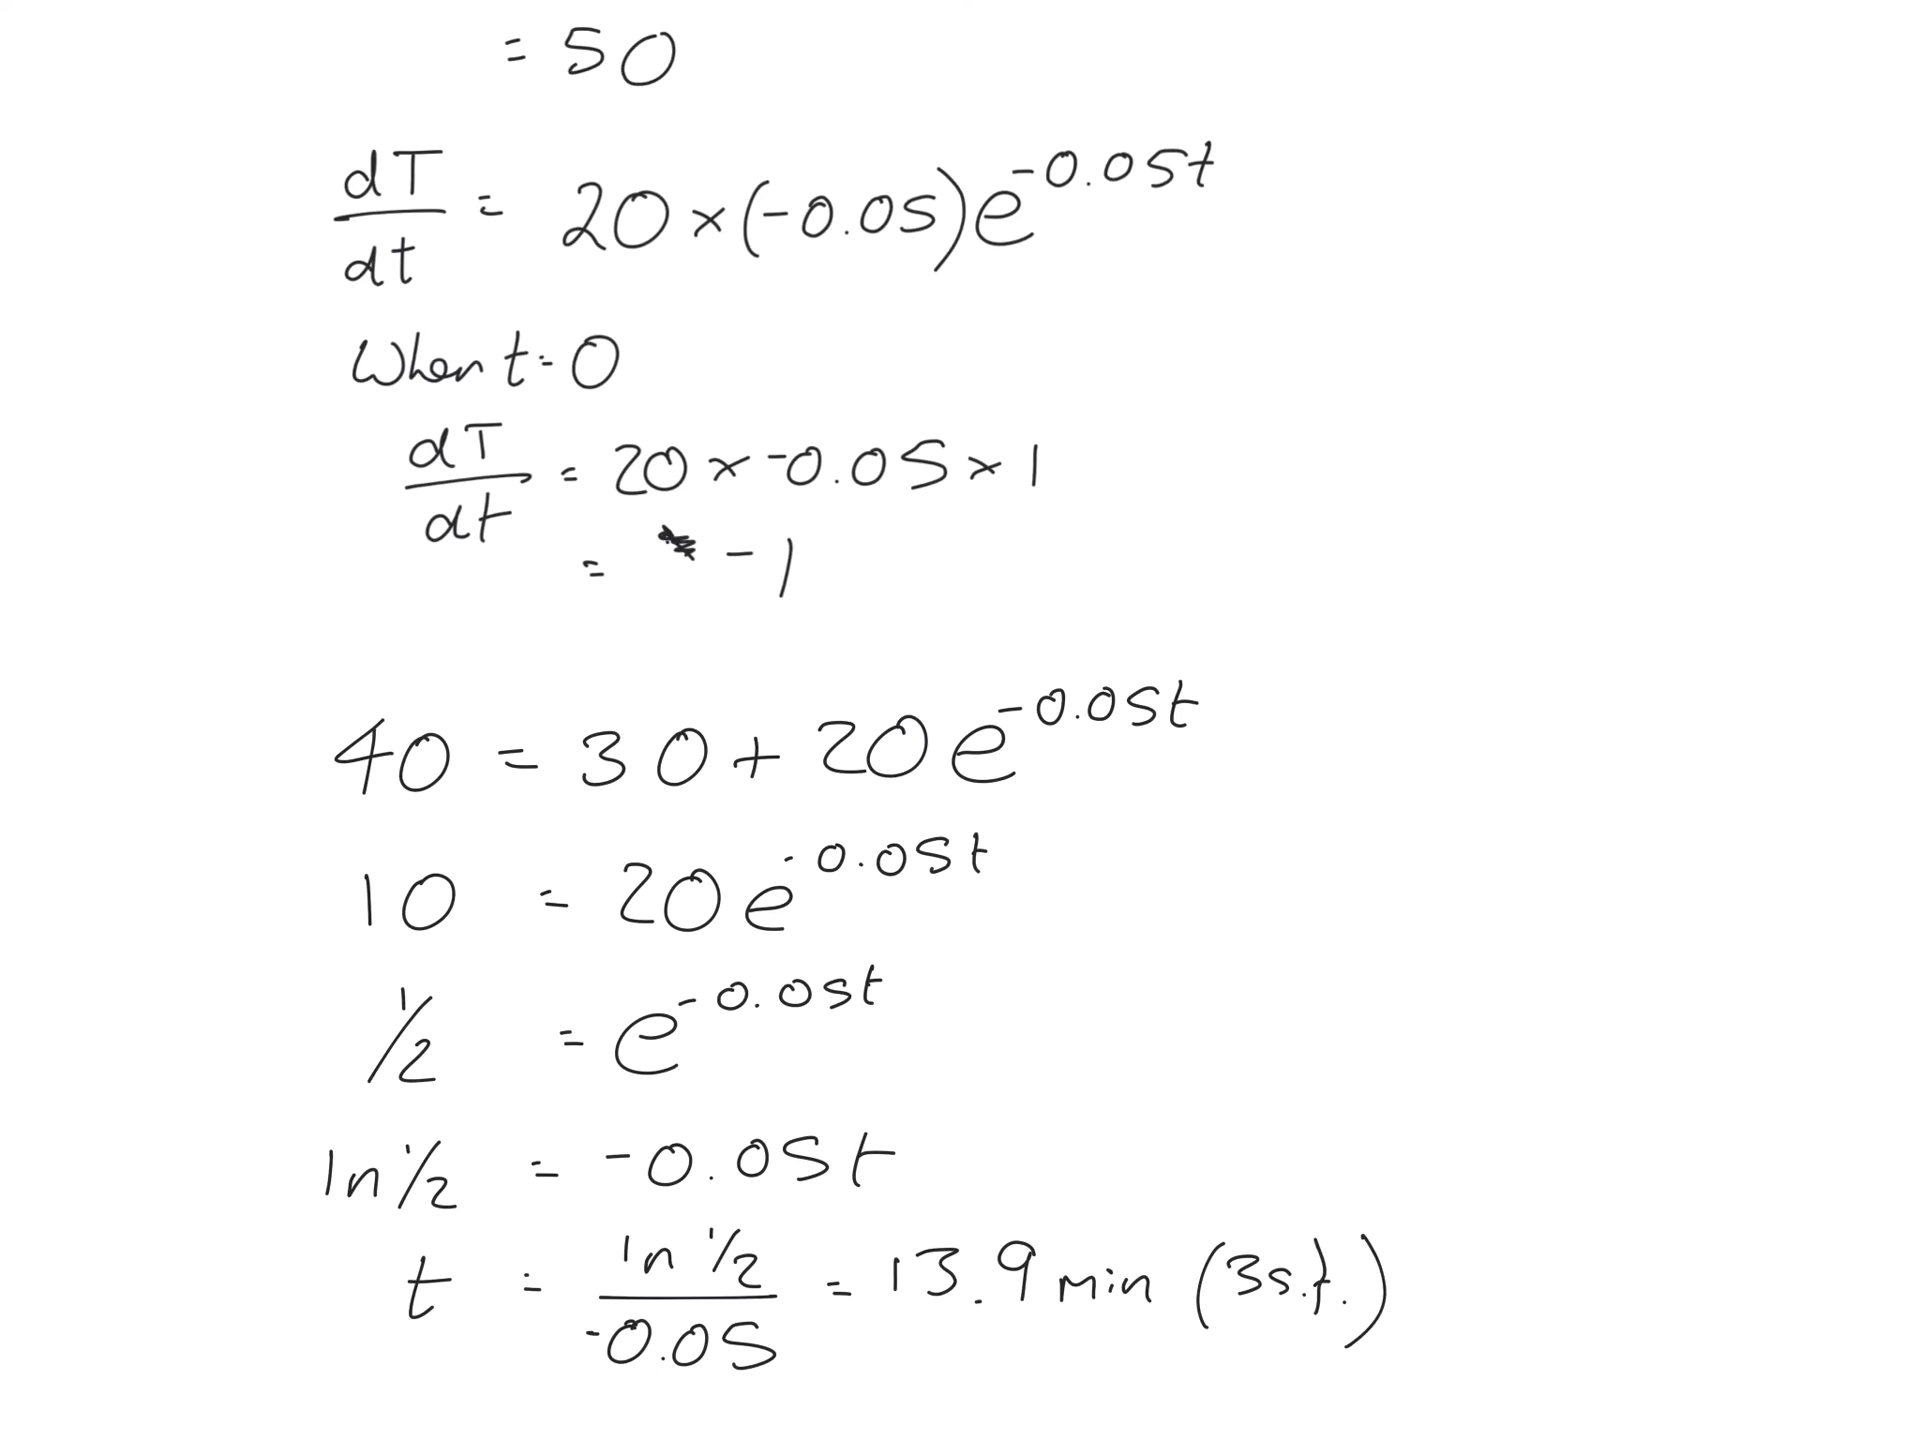 = 50
dT/dt = 20 × (-0.05)e^-0.05t
When t = 0
dT/dt = 20 × -0.05 × 1
= -1
40 = 30 + 20e^-0.05t
10 = 20e^-0.05t
1/2 = e^-0.05t
ln 1/2 = -0.05t
t = ln 1/2 / -0.05 = 13.9 min (3s.f.)